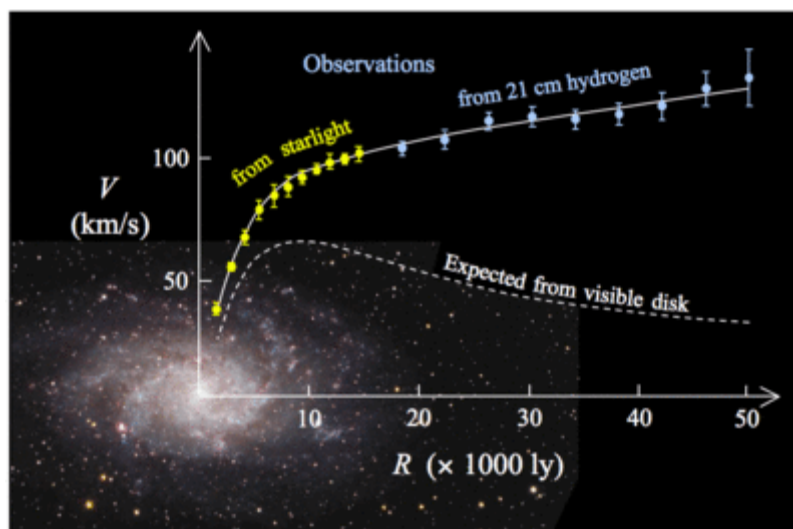 Observations
from 21 cm hydrogen
from starlight
100
V
(km/s)
50
Expected from visible disk
10
20
30
40
50
R (× 1000 ly)